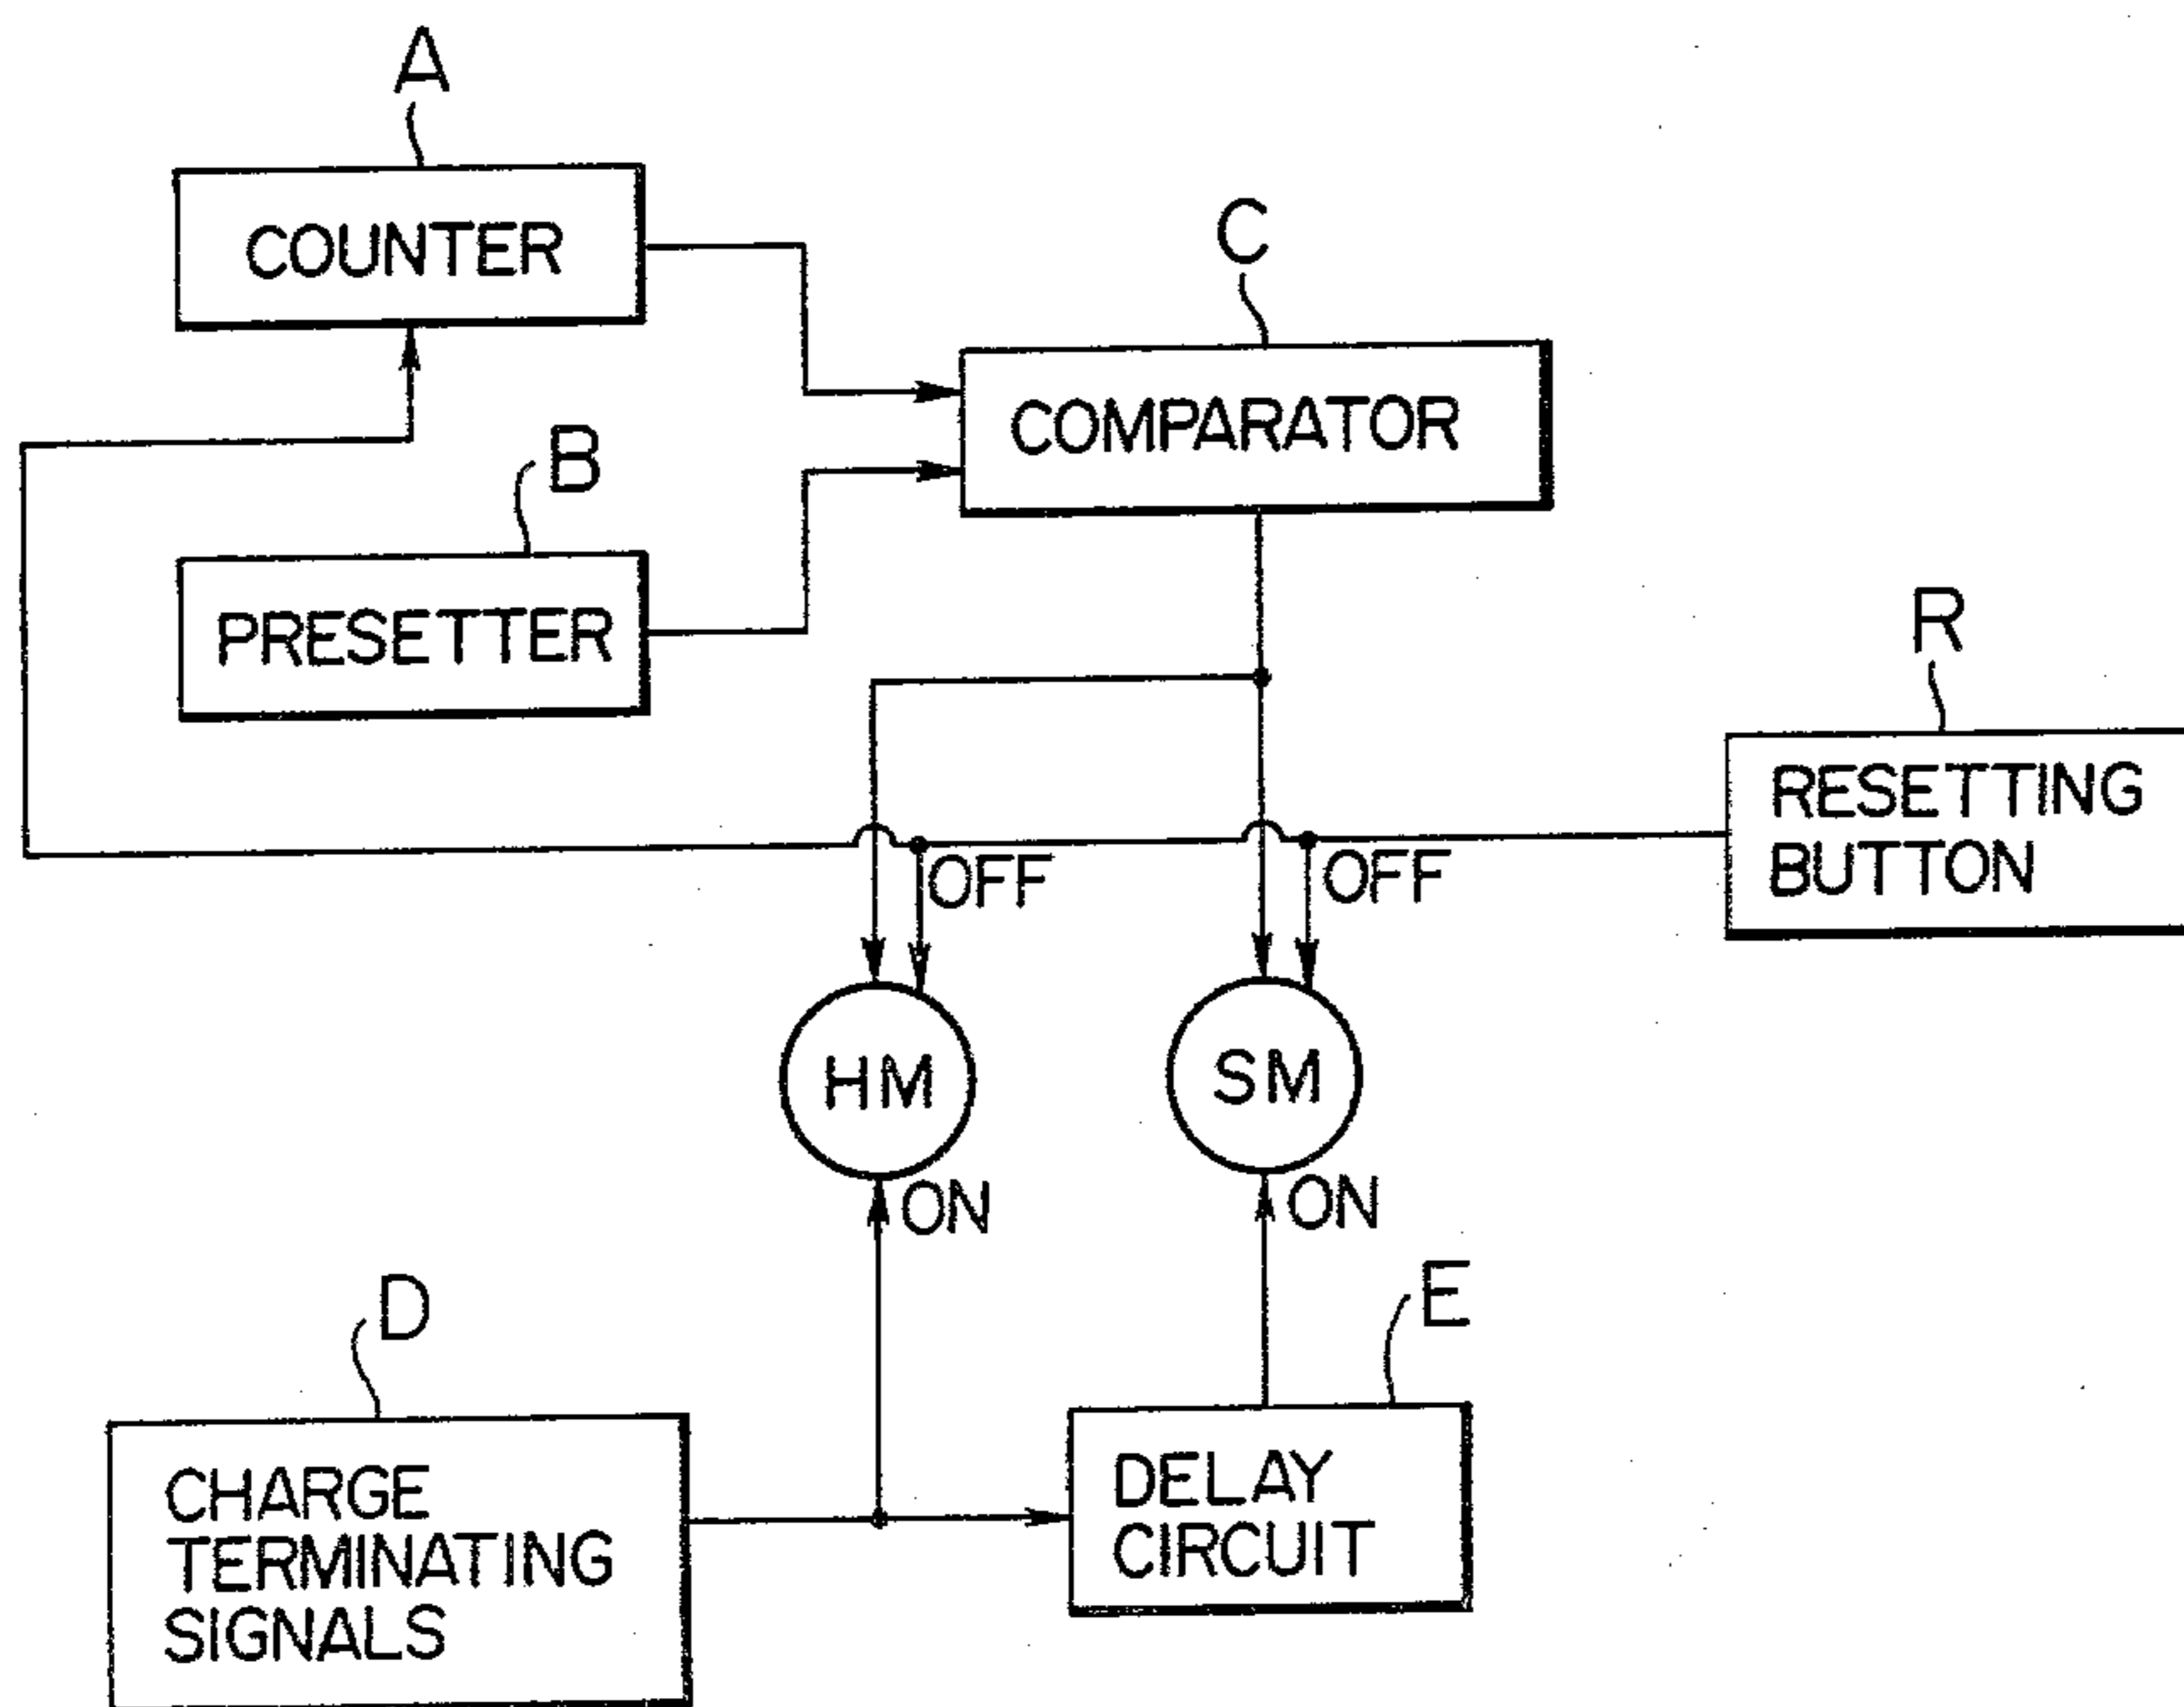 A
COUNTER
C
COMPARATOR
B
PRESETTER
R
RESETTING
BUTTON
OFF
OFF
HM
SM
ON
ON
D
CHARGE
TERMINATING
SIGNALS
E
DELAY
CIRCUIT